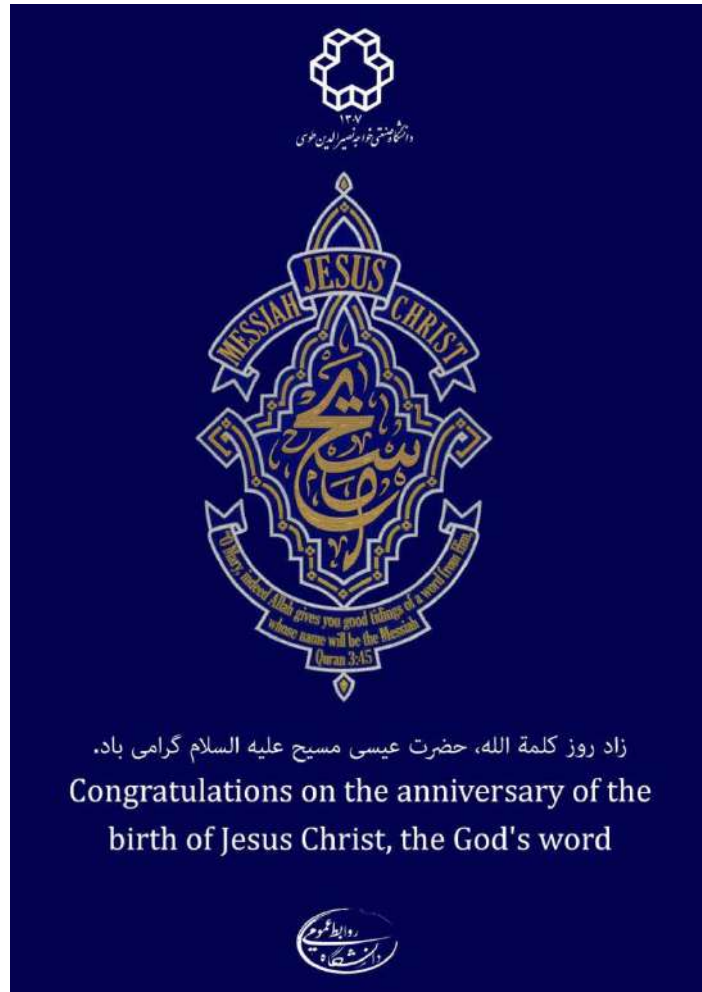 ۱۳۰۷
دانشگاه صنعتی خواجه نصیرالدین طوسی
JESUS
MESSIAH CHRIST
مسیح
"O Mary, indeed Allah gives you good tidings of a word from Him,
whose name will be the Messiah
Quran 3:45
زاد روز کلمة الله، حضرت عیسی مسیح علیه السلام گرامی باد.
Congratulations on the anniversary of the
birth of Jesus Christ, the God's word
روابط عمومی
دانشگاه